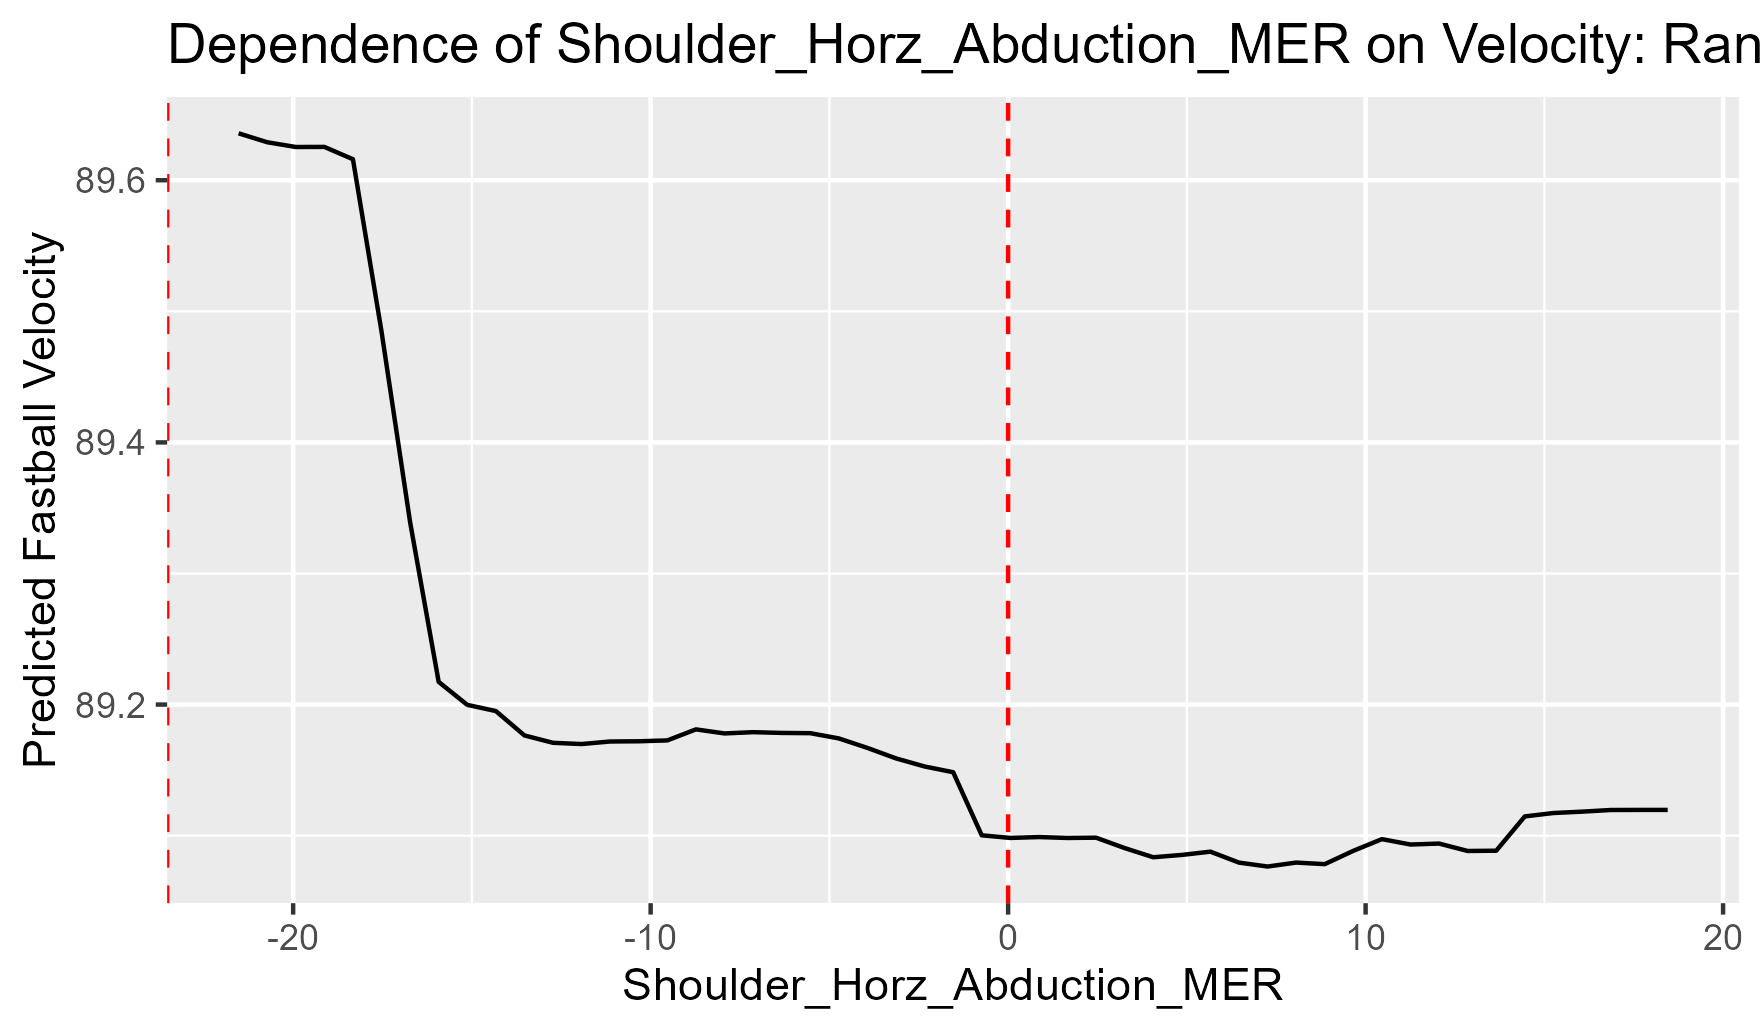 Dependence of Shoulder_Horz_Abduction_MER on Velocity: Ran
89.6
89.4
89.2
Predicted Fastball Velocity
-20 -10 0 10 20
Shoulder_Horz_Abduction_MER